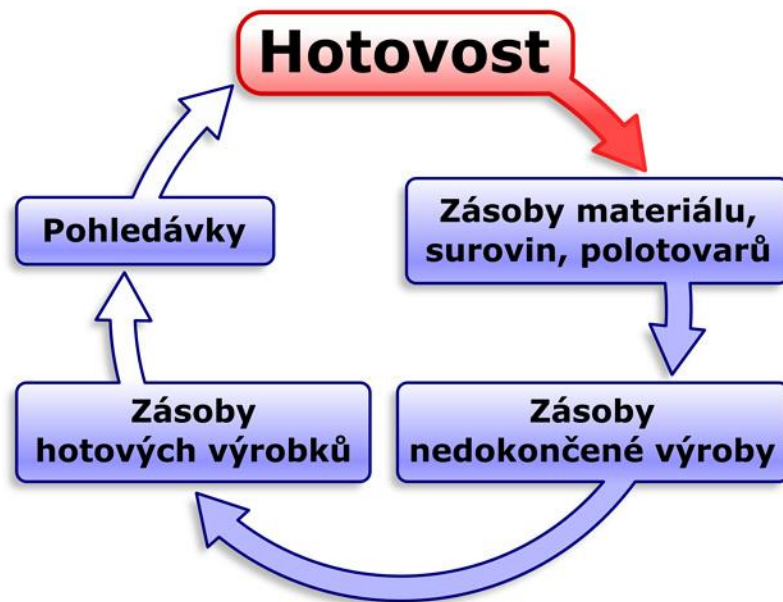 Hotovost
Zásoby materiálu,
surovin, polotovarů
Zásoby
nedokončené výroby
Zásoby
hotových výrobků
Pohledávky